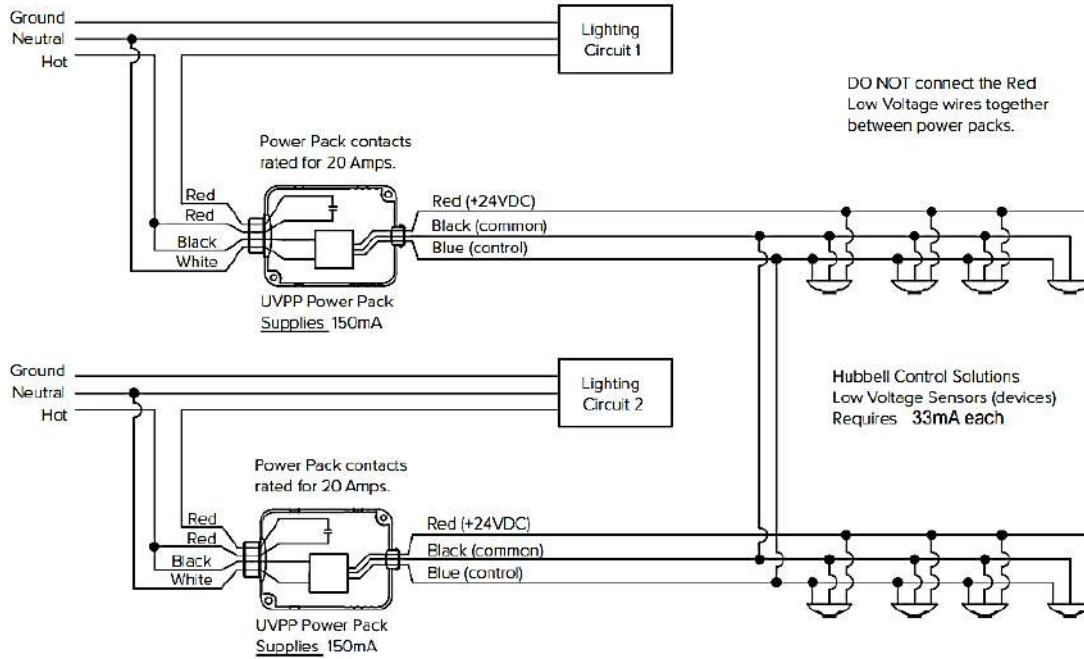 Ground
Neutral
Hot
Lighting
Circuit 1
DO NOT connect the Red
Low Voltage wires together
between power packs.
Power Pack contacts
rated for 20 Amps.
Red
Red
Black
White
Red (+24VDC)
Black (common)
Blue (control)
UVPP Power Pack
Supplies 150mA
Ground
Neutral
Hot
Lighting
Circuit 2
Hubbell Control Solutions
Low Voltage Sensors (devices)
Requires 33mA each
Power Pack contacts
rated for 20 Amps.
Red
Red
Black
White
Red (+24VDC)
Black (common)
Blue (control)
UVPP Power Pack
Supplies 150mA